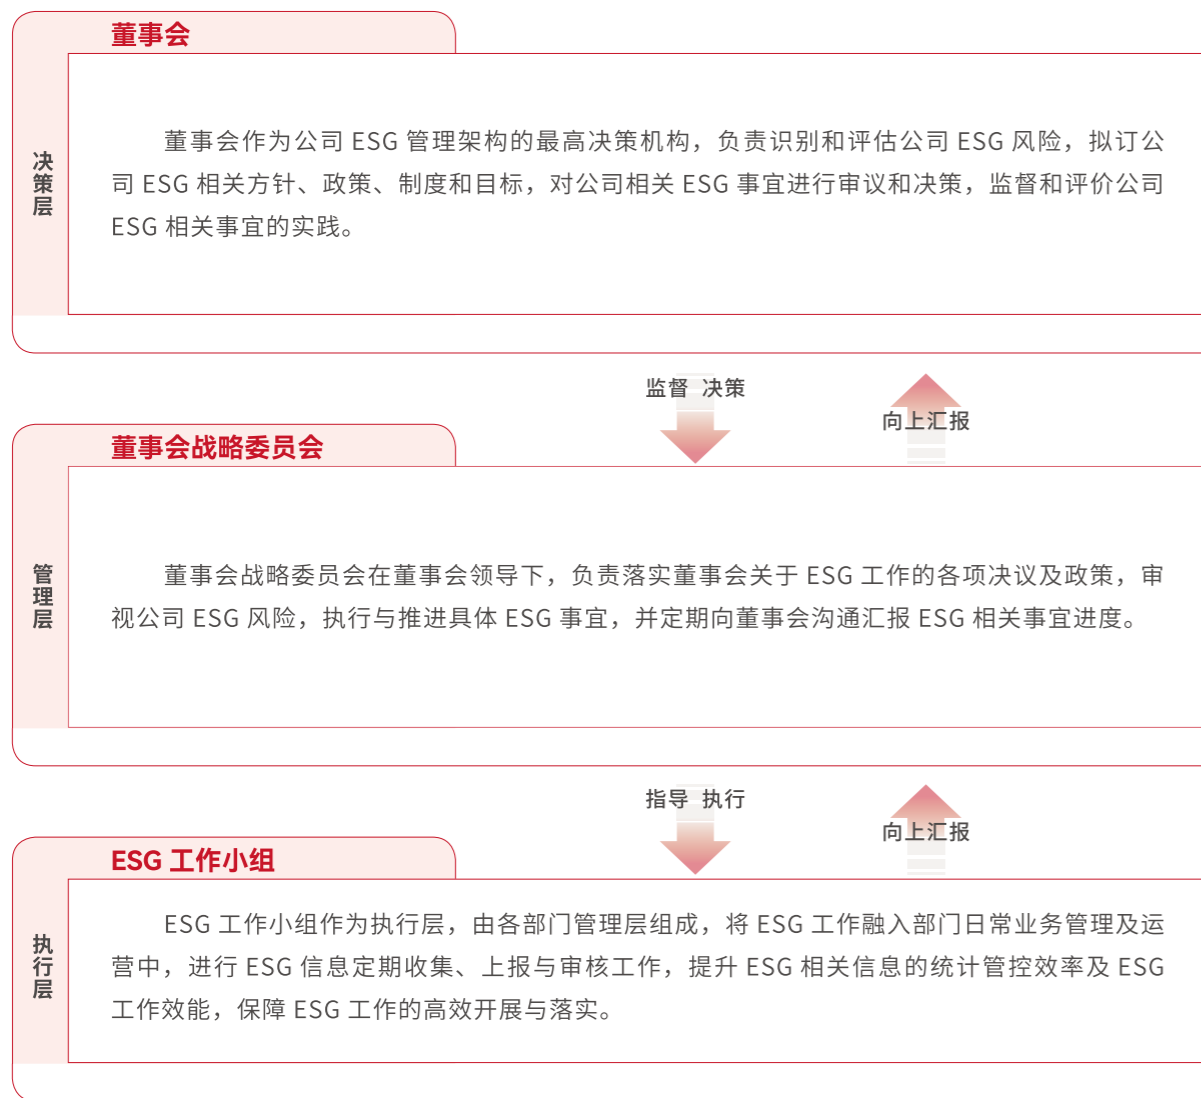 董事会
决策层
董事会作为公司 ESG 管理架构的最高决策机构，负责识别和评估公司 ESG 风险，拟订公
司 ESG 相关方针、政策、制度和目标，对公司相关 ESG 事宜进行审议和决策，监督和评价公司
ESG 相关事宜的实践。
监督 决策
向上汇报
董事会战略委员会
管理层
董事会战略委员会在董事会领导下，负责落实董事会关于 ESG 工作的各项决议及政策，审
视公司 ESG 风险，执行与推进具体 ESG 事宜，并定期向董事会沟通汇报 ESG 相关事宜进度。
指导 执行
向上汇报
ESG 工作小组
执行层
ESG 工作小组作为执行层，由各部门管理层组成，将 ESG 工作融入部门日常业务管理及运
营中，进行 ESG 信息定期收集、上报与审核工作，提升 ESG 相关信息的统计管控效率及 ESG
工作效能，保障 ESG 工作的高效开展与落实。